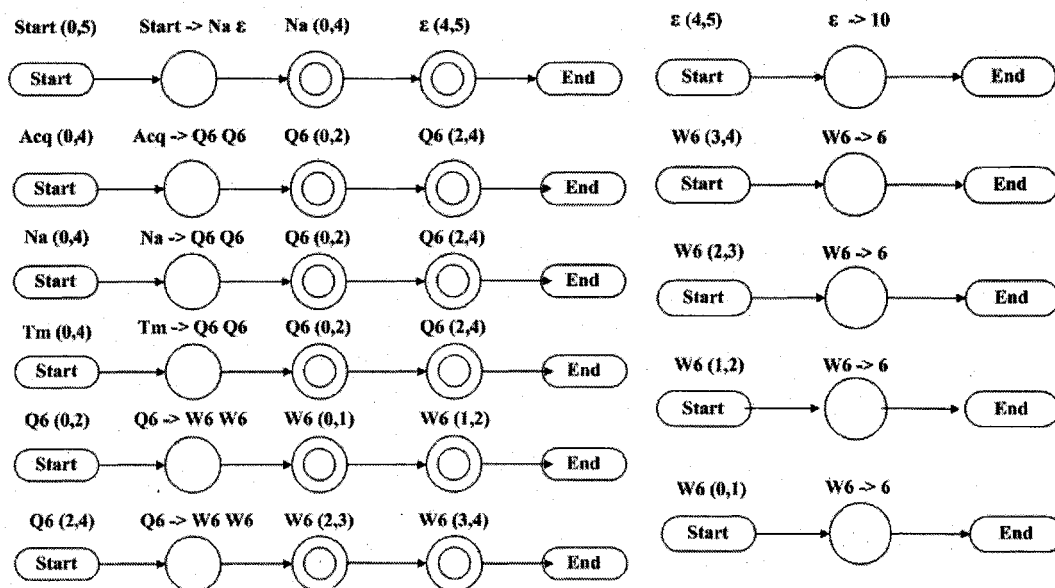 Start (0,5) Start -> Na ε Na (0,4) ε (4,5)
Start End
Acq (0,4) Acq -> Q6 Q6 Q6 (0,2) Q6 (2,4)
Start End
Na (0,4) Na -> Q6 Q6 Q6 (0,2) Q6 (2,4)
Start End
Tm (0,4) Tm -> Q6 Q6 Q6 (0,2) Q6 (2,4)
Start End
Q6 (0,2) Q6 -> W6 W6 W6 (0,1) W6 (1,2)
Start End
Q6 (2,4) Q6 -> W6 W6 W6 (2,3) W6 (3,4)
Start End
ε (4,5) ε -> 10
Start End
W6 (3,4) W6 -> 6
Start End
W6 (2,3) W6 -> 6
Start End
W6 (1,2) W6 -> 6
Start End
W6 (0,1) W6 -> 6
Start End